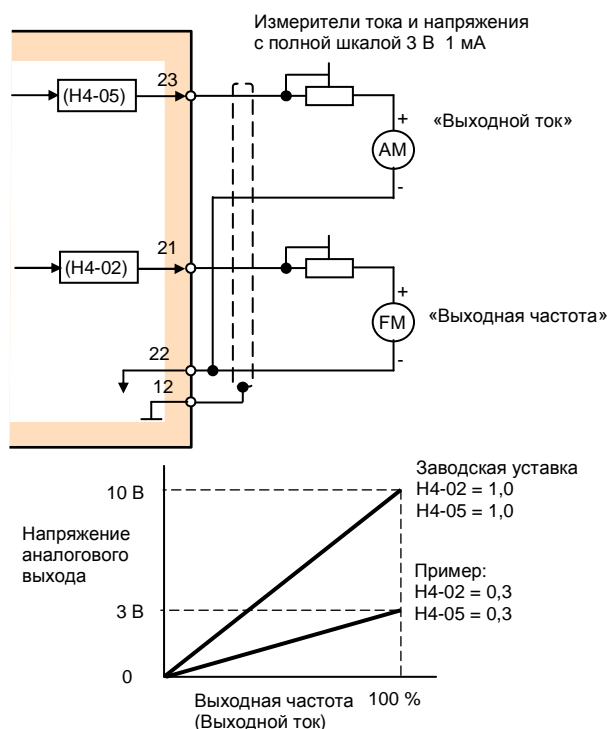 Измерители тока и напряжения
с полной шкалой 3 В  1 мА
23
(H4-05)
+
«Выходной ток»
AM
-
21
(H4-02)
+
FM
«Выходная частота»
-
22
12
Заводская уставка
H4-02 = 1,0
H4-05 = 1,0
10 В
Напряжение
аналогового
выхода
Пример:
H4-02 = 0,3
H4-05 = 0,3
3 В
0
Выходная частота
(Выходной ток)
100 %